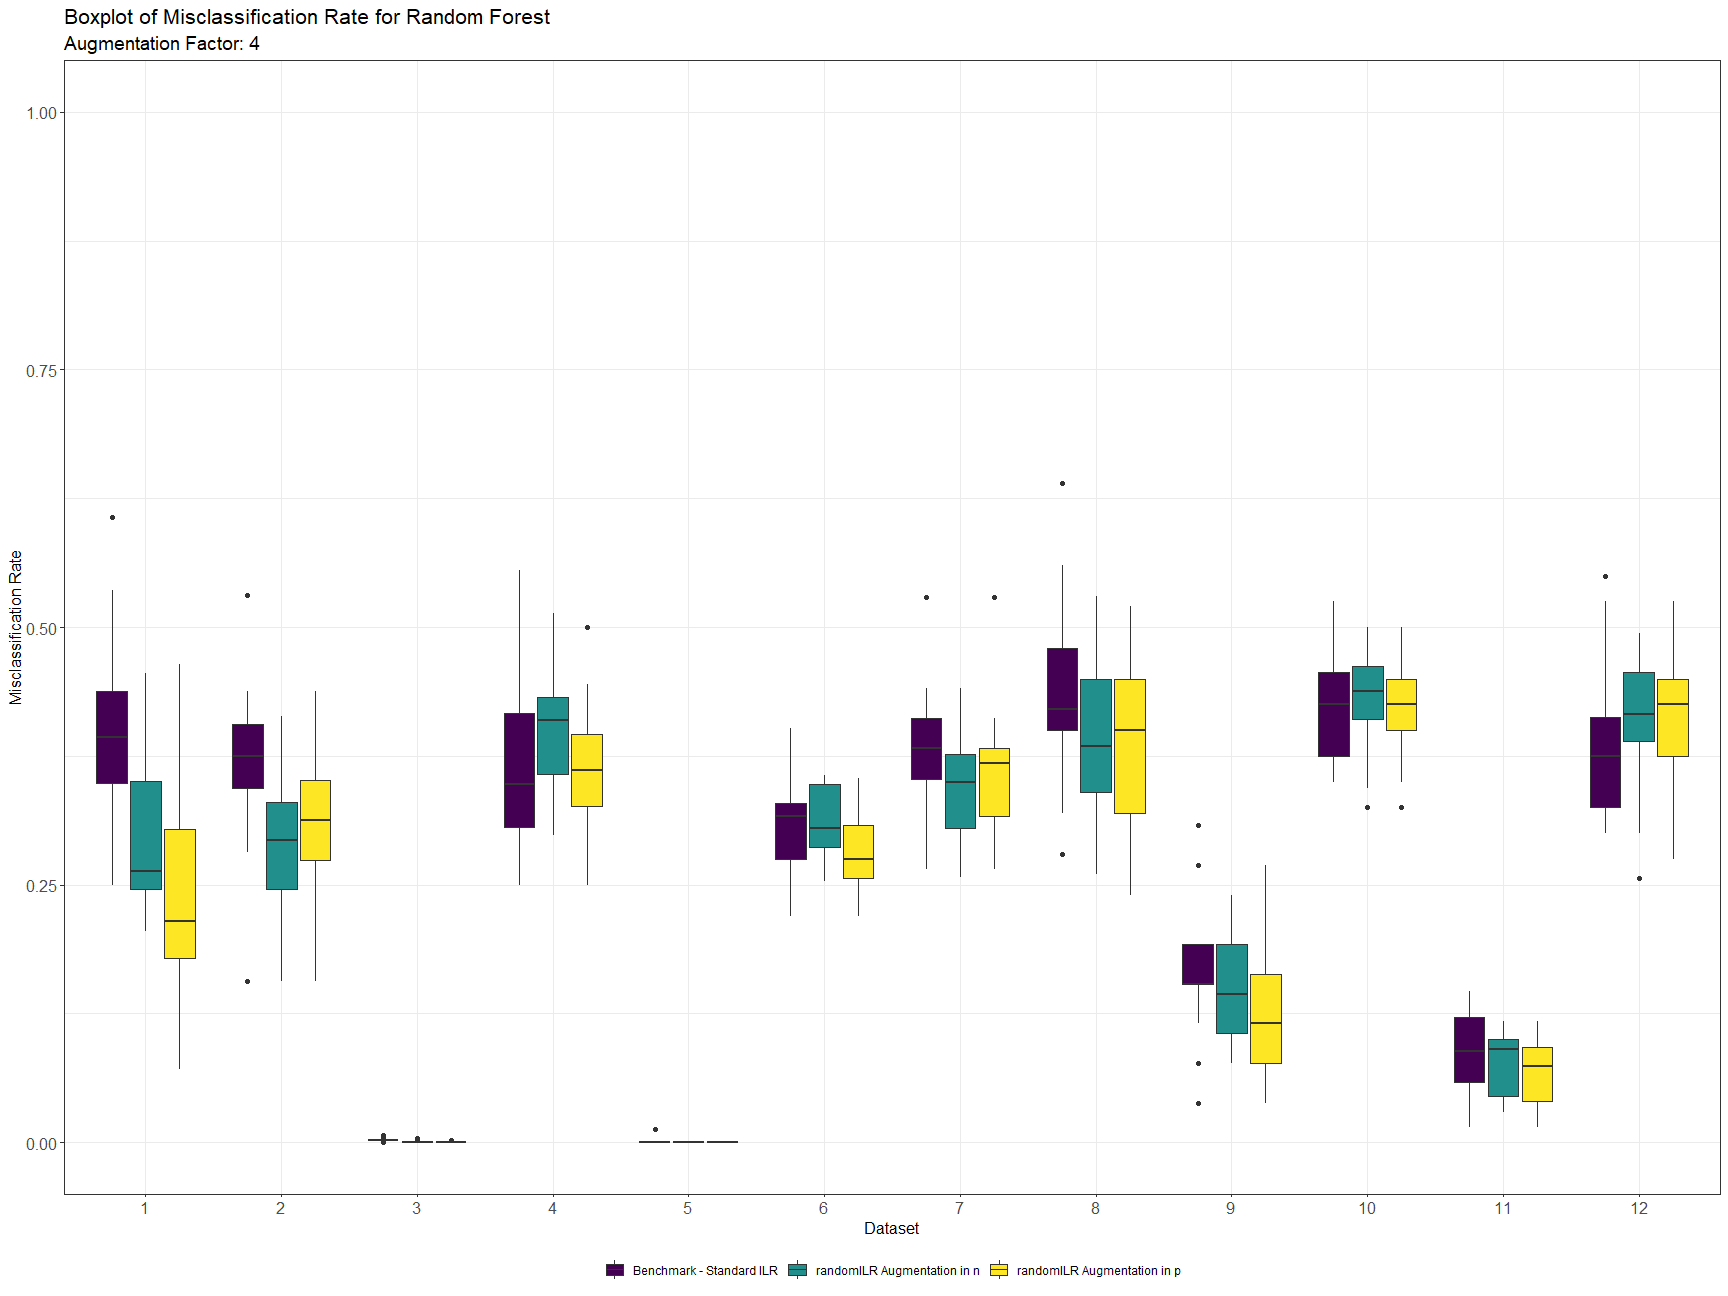 Boxplot of Misclassification Rate for Random Forest
Augmentation Factor: 4
1.00
0.75
0.50
0.25
0.00
Misclassification Rate
1 2 3 4 5 6 7 8 9 10 11 12
Dataset
Benchmark - Standard ILR randomILR Augmentation in n randomILR Augmentation in p